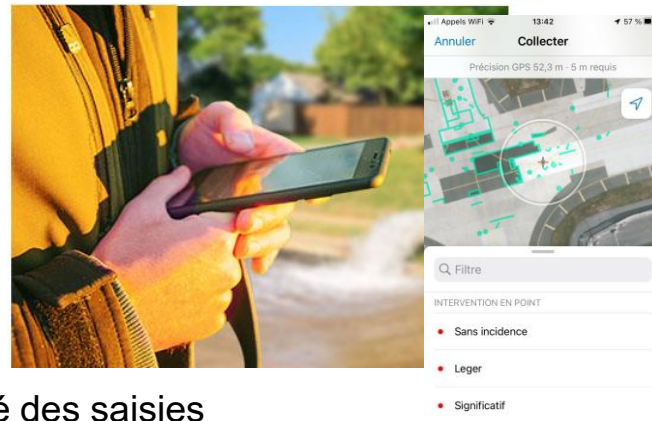 Appels WiFi 13:42 57 %
Annuler Collecter
Précision GPS 52,3 m - 5 m requis
Filtre
INTERVENTION EN POINT
Sans incidence
Leger
Significatif
é des saisies